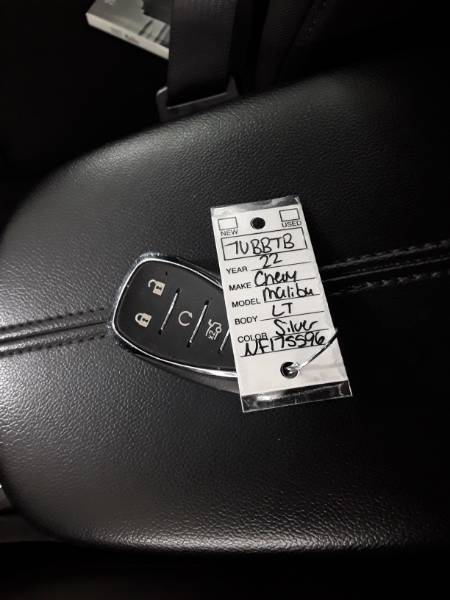 NEW USED
7UBBTB
YEAR 22
MAKE Chevy
MODEL Malibu
BODY LT
COLOR Silver
NF175596